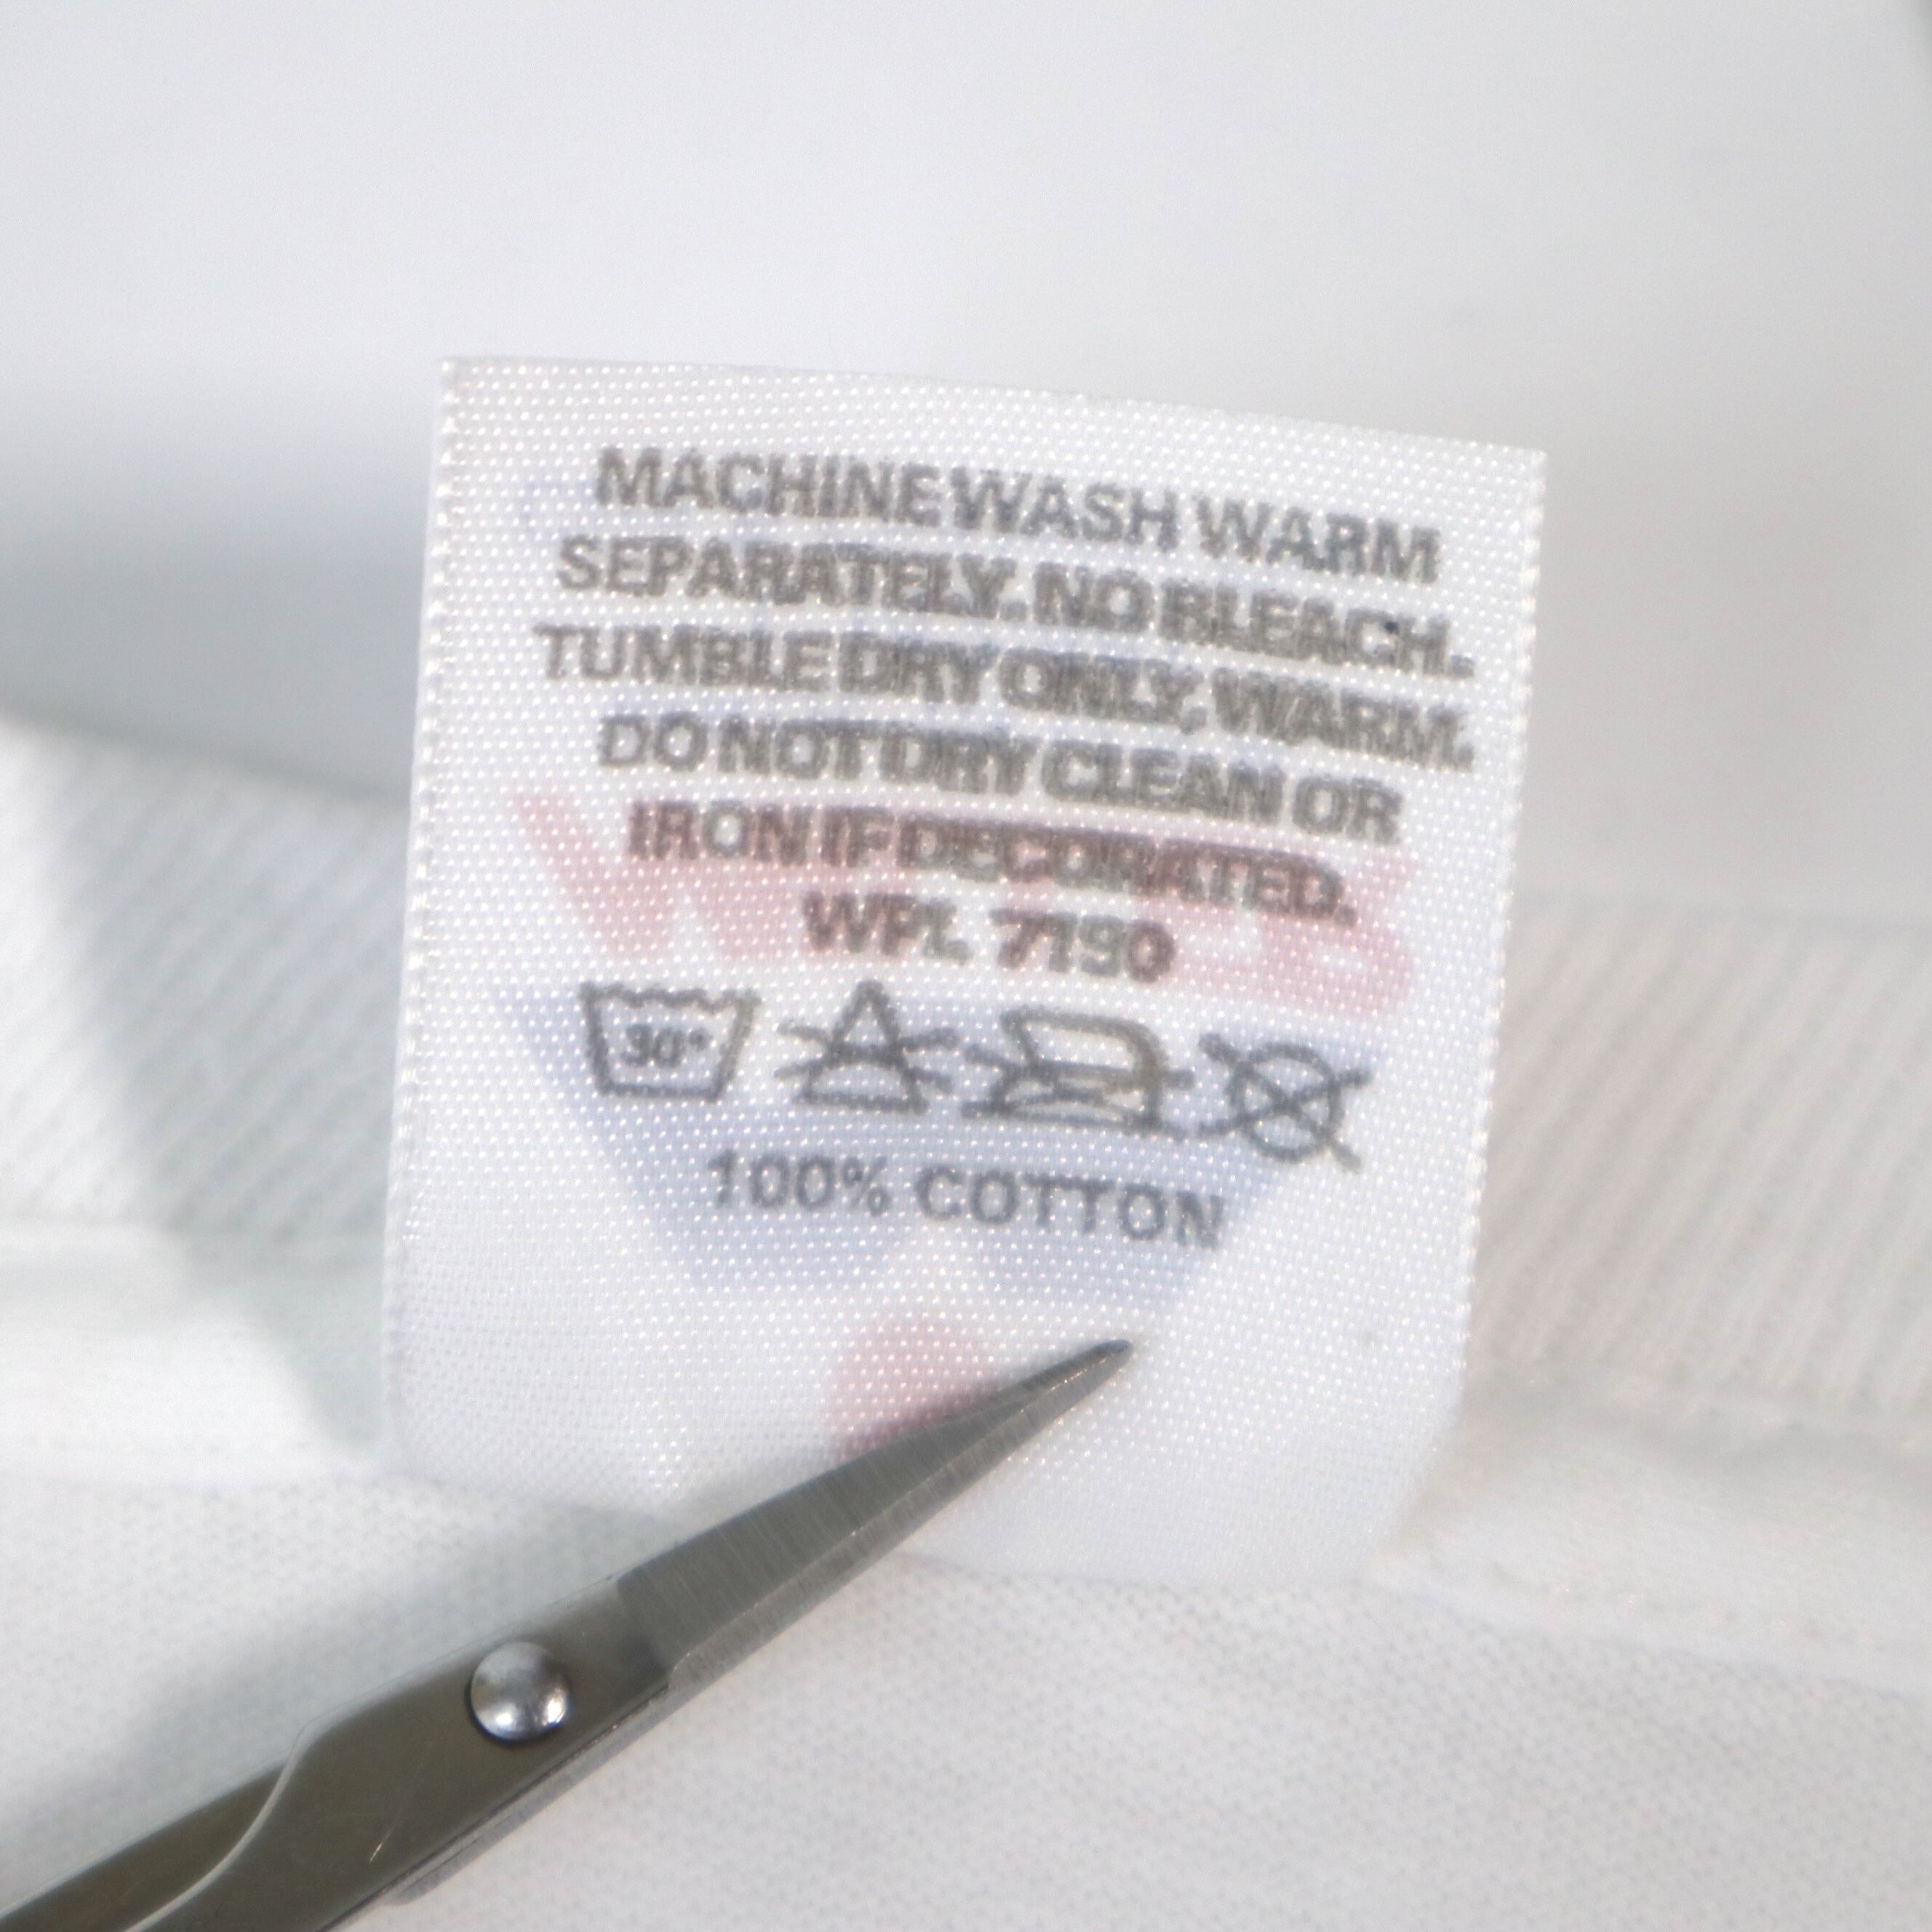 MACHINE WASH WARM
SEPARATELY. NO BLEACH.
TUMBLE DRY ONLY, WARM.
DO NOT DRY CLEAN OR
IRON IF DECORATED.
WPL 7190
30°
100% COTTON